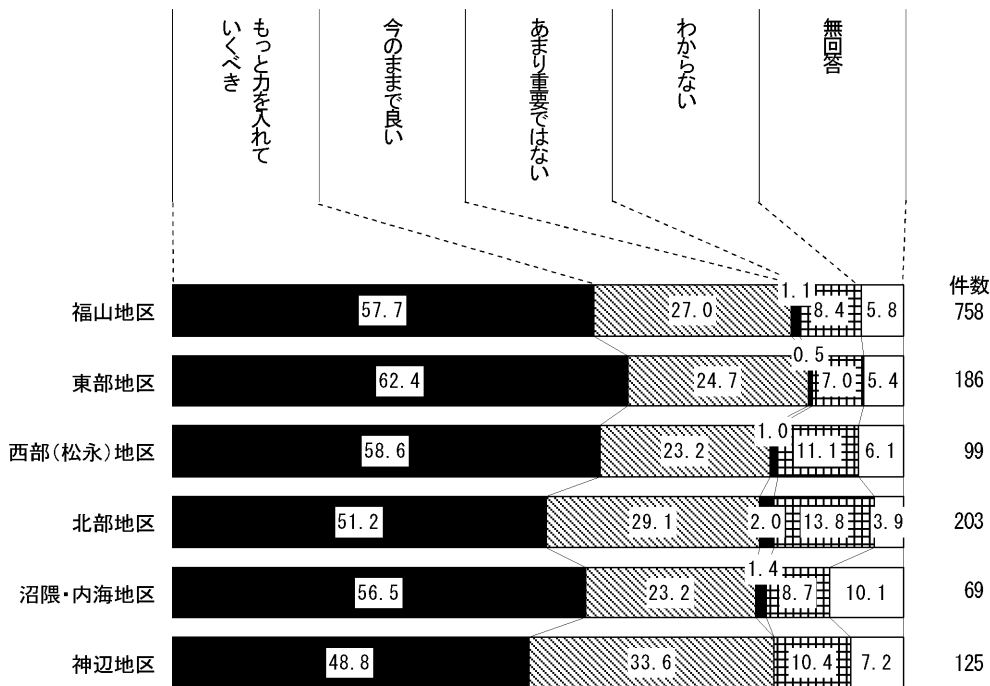 もっと力を入れて
いくべき
今のままで良い
あまり重要ではない
わからない
無回答
件数
福山地区 57.7 27.0 1.1 8.4 5.8 758
東部地区 62.4 24.7 0.5 7.0 5.4 186
西部(松永)地区 58.6 23.2 1.0 11.1 6.1 99
北部地区 51.2 29.1 2.0 13.8 3.9 203
沼隈・内海地区 56.5 23.2 1.4 8.7 10.1 69
神辺地区 48.8 33.6 10.4 7.2 125